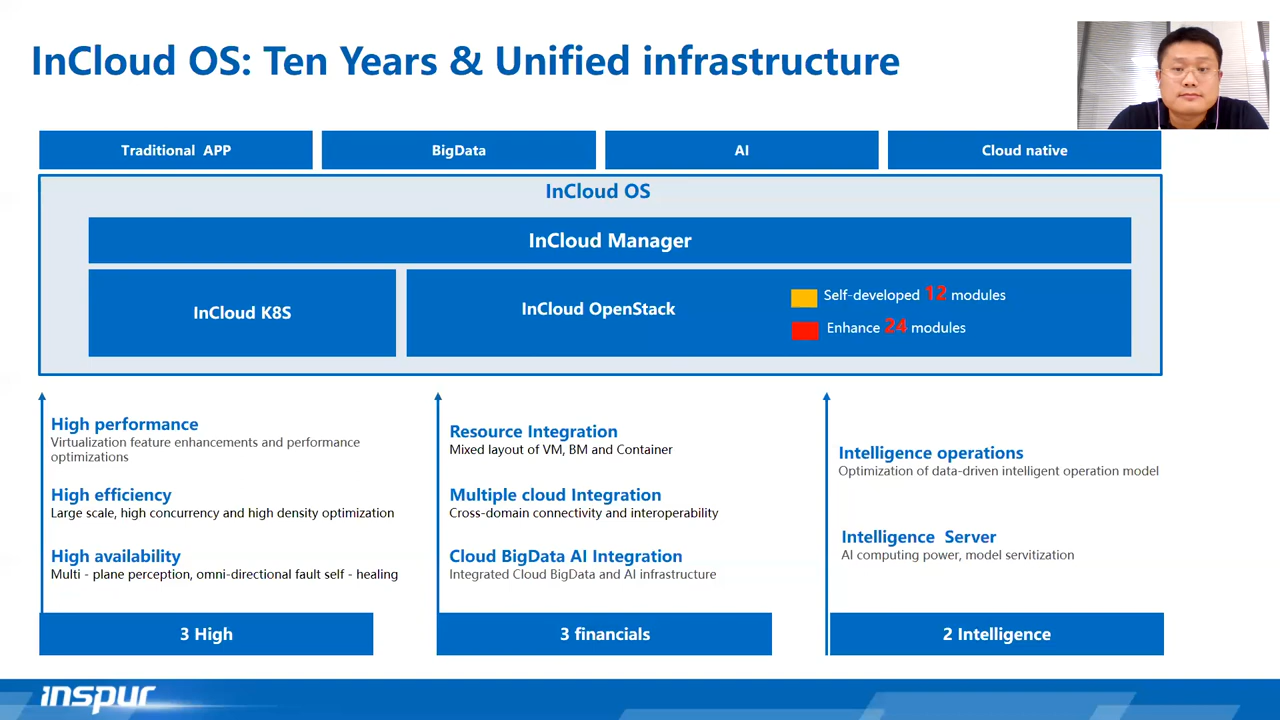 InCloud OS: Ten Years & Unified infrastructure
Traditional APP
BigData
AI
Cloud native
InCloud OS
InCloud Manager
InCloud K8S
InCloud OpenStack
Self-developed 12 modules
Enhance 24 modules
High performance
Virtualization feature enhancements and performance
optimizations
High efficiency
Large scale, high concurrency and high density optimization
High availability
Multi - plane perception, omni-directional fault self - healing
3 High
Resource Integration
Mixed layout of VM, BM and Container
Multiple cloud Integration
Cross-domain connectivity and interoperability
Cloud BigData AI Integration
Integrated Cloud BigData and AI infrastructure
3 financials
Intelligence operations
Optimization of data-driven intelligent operation model
Intelligence Server
AI computing power, model servitization
2 Intelligence
inspur